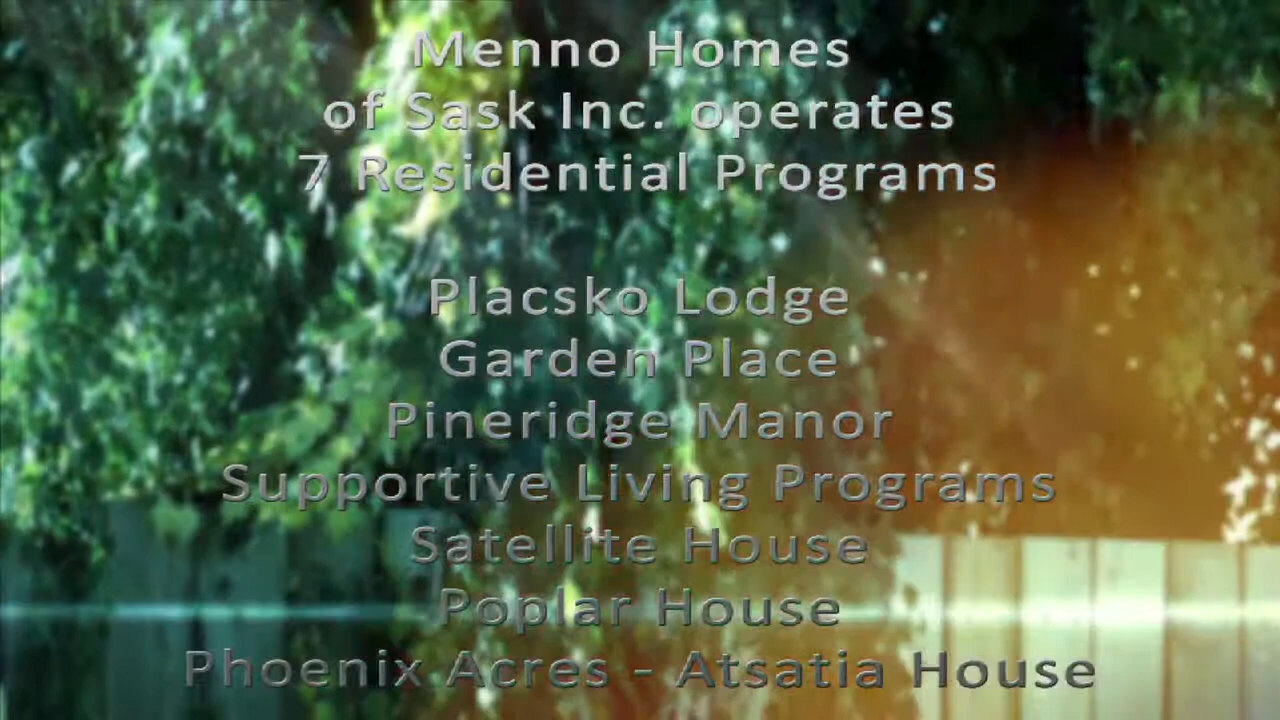 Menno Homes
of Sask Inc. operates
7 Residential Programs
Placsko Lodge
Garden Place
Pineridge Manor
Supportive Living Programs
Satellite House
Poplar House
Phoenix Acres - Atsatia House